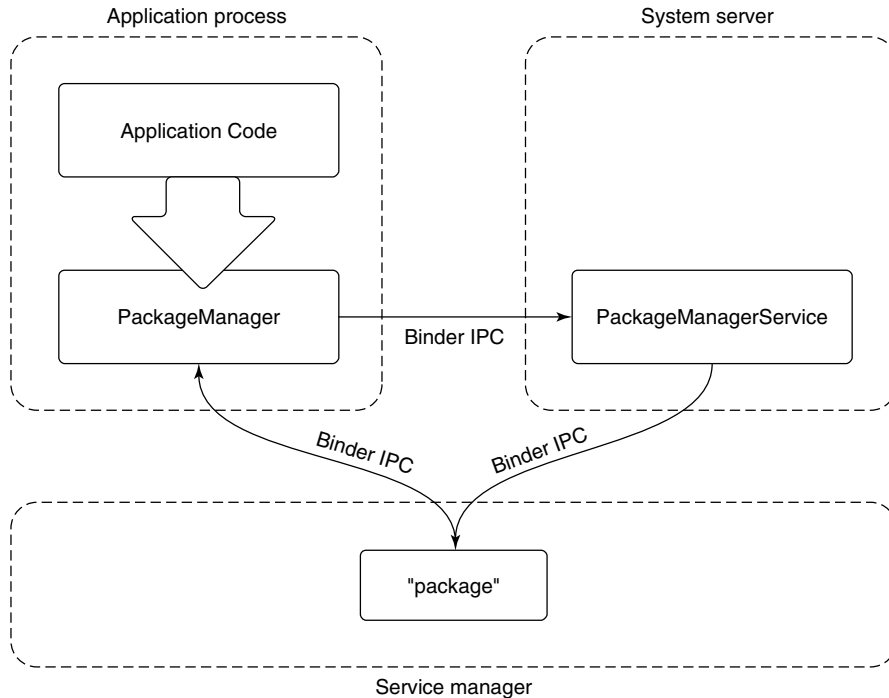 Application process
System server
Application Code
PackageManager
Binder IPC
PackageManagerService
Binder IPC
Binder IPC
"package"
Service manager